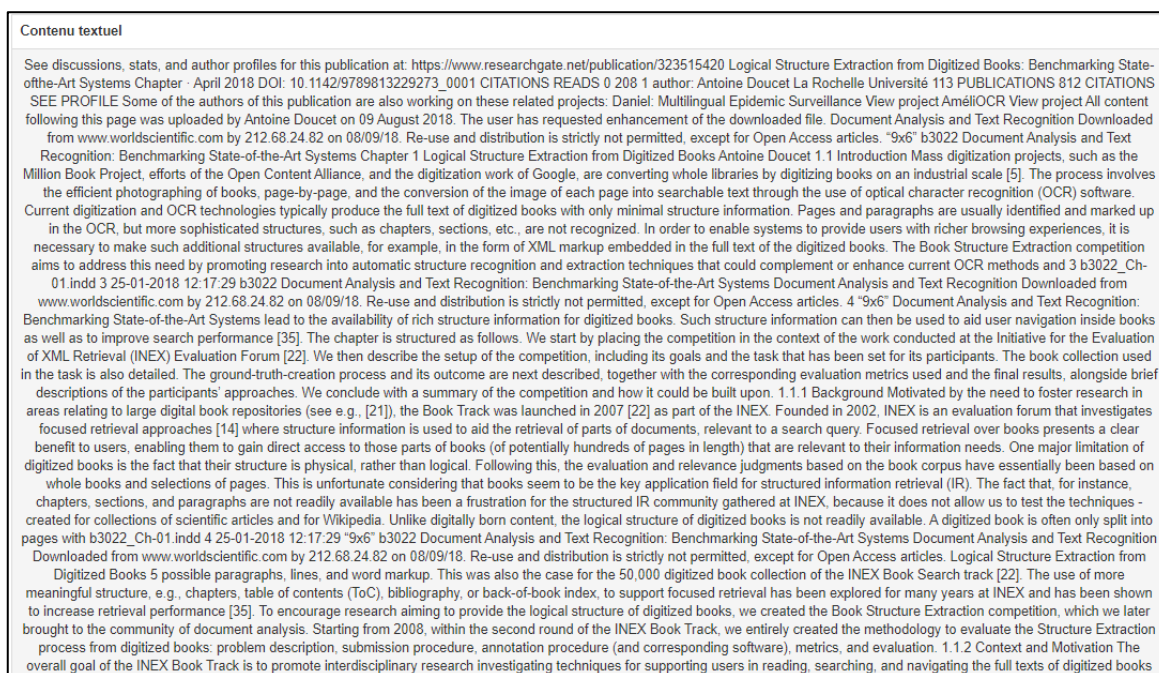 Contenu textuel
See discussions, stats, and author profiles for this publication at: https://www.researchgate.net/publication/323515420 Logical Structure Extraction from Digitized Books: Benchmarking State-
ofthe-Art Systems Chapter · April 2018 DOI: 10.1142/9789813229273_0001 CITATIONS READS 0 208 1 author: Antoine Doucet La Rochelle Université 113 PUBLICATIONS 812 CITATIONS
SEE PROFILE Some of the authors of this publication are also working on these related projects: Daniel: Multilingual Epidemic Surveillance View project AméliOCR View project All content
following this page was uploaded by Antoine Doucet on 09 August 2018. The user has requested enhancement of the downloaded file. Document Analysis and Text Recognition Downloaded
from www.worldscientific.com by 212.68.24.82 on 08/09/18. Re-use and distribution is strictly not permitted, except for Open Access articles. “9x6” b3022 Document Analysis and Text
Recognition: Benchmarking State-of-the-Art Systems Chapter 1 Logical Structure Extraction from Digitized Books Antoine Doucet 1.1 Introduction Mass digitization projects, such as the
Million Book Project, efforts of the Open Content Alliance, and the digitization work of Google, are converting whole libraries by digitizing books on an industrial scale [5]. The process involves
the efficient photographing of books, page-by-page, and the conversion of the image of each page into searchable text through the use of optical character recognition (OCR) software.
Current digitization and OCR technologies typically produce the full text of digitized books with only minimal structure information. Pages and paragraphs are usually identified and marked up
in the OCR, but more sophisticated structures, such as chapters, sections, etc., are not recognized. In order to enable systems to provide users with richer browsing experiences, it is
necessary to make such additional structures available, for example, in the form of XML markup embedded in the full text of the digitized books. The Book Structure Extraction competition
aims to address this need by promoting research into automatic structure recognition and extraction techniques that could complement or enhance current OCR methods and 3 b3022_Ch-
01.indd 3 25-01-2018 12:17:29 b3022 Document Analysis and Text Recognition: Benchmarking State-of-the-Art Systems Document Analysis and Text Recognition Downloaded from
www.worldscientific.com by 212.68.24.82 on 08/09/18. Re-use and distribution is strictly not permitted, except for Open Access articles. 4 “9x6” Document Analysis and Text Recognition:
Benchmarking State-of-the-Art Systems lead to the availability of rich structure information for digitized books. Such structure information can then be used to aid user navigation inside books
as well as to improve search performance [35]. The chapter is structured as follows. We start by placing the competition in the context of the work conducted at the Initiative for the Evaluation
of XML Retrieval (INEX) Evaluation Forum [22]. We then describe the setup of the competition, including its goals and the task that has been set for its participants. The book collection used
in the task is also detailed. The ground-truth-creation process and its outcome are next described, together with the corresponding evaluation metrics used and the final results, alongside brief
descriptions of the participants’ approaches. We conclude with a summary of the competition and how it could be built upon. 1.1.1 Background Motivated by the need to foster research in
areas relating to large digital book repositories (see e.g., [21]), the Book Track was launched in 2007 [22] as part of the INEX. Founded in 2002, INEX is an evaluation forum that investigates
focused retrieval approaches [14] where structure information is used to aid the retrieval of parts of documents, relevant to a search query. Focused retrieval over books presents a clear
benefit to users, enabling them to gain direct access to those parts of books (of potentially hundreds of pages in length) that are relevant to their information needs. One major limitation of
digitized books is the fact that their structure is physical, rather than logical. Following this, the evaluation and relevance judgments based on the book corpus have essentially been based on
whole books and selections of pages. This is unfortunate considering that books seem to be the key application field for structured information retrieval (IR). The fact that, for instance,
chapters, sections, and paragraphs are not readily available has been a frustration for the structured IR community gathered at INEX, because it does not allow us to test the techniques -
created for collections of scientific articles and for Wikipedia. Unlike digitally born content, the logical structure of digitized books is not readily available. A digitized book is often only split into
pages with b3022_Ch-01.indd 4 25-01-2018 12:17:29 “9x6” b3022 Document Analysis and Text Recognition: Benchmarking State-of-the-Art Systems Document Analysis and Text Recognition
Downloaded from www.worldscientific.com by 212.68.24.82 on 08/09/18. Re-use and distribution is strictly not permitted, except for Open Access articles. Logical Structure Extraction from
Digitized Books 5 possible paragraphs, lines, and word markup. This was also the case for the 50,000 digitized book collection of the INEX Book Search track [22]. The use of more
meaningful structure, e.g., chapters, table of contents (ToC), bibliography, or back-of-book index, to support focused retrieval has been explored for many years at INEX and has been shown
to increase retrieval performance [35]. To encourage research aiming to provide the logical structure of digitized books, we created the Book Structure Extraction competition, which we later
brought to the community of document analysis. Starting from 2008, within the second round of the INEX Book Track, we entirely created the methodology to evaluate the Structure Extraction
process from digitized books: problem description, submission procedure, annotation procedure (and corresponding software), metrics, and evaluation. 1.1.2 Context and Motivation The
overall goal of the INEX Book Track is to promote interdisciplinary research investigating techniques for supporting users in reading, searching, and navigating the full texts of digitized books